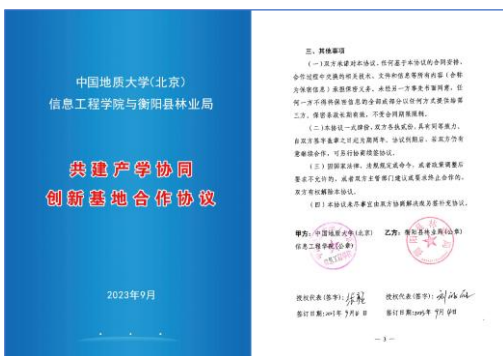 中国地质大学(北京)
信息工程学院与衡阳县林业局
共建产学协同
创新基地合作协议
2023年9月
三、其他事项
(一)双方承诺对本协议、任何基于本协议的合同安排、
合作过程中交换的相关技术、文件和信息等所有内容(合称
为保密信息)承担保密义务。未经另一方事先书面同意,任
何一方不得将保密信息的全部或部分以任何方式提供给第
三方。保密条款长期有效,不受合同期限限制。
(二)本协议一式肆份,双方各执贰份,具有同等效力。
自双方签字盖章之日起为期两年。协议到期后,若双方仍有
意继续合作,可另行协商续签协议。
(三)因国家法律、法规规定或命令,或者政策调整后
要求不允许的,或者双方主管部门建议或要求终止合作的,
双方有权解除本协议。
(四)本协议未尽事宜由双方协商解决或另签补充协议。
甲方:中国地质大学(北京)
信息工程学院(公章)
乙方:衡阳县林业局(公章)
授权代表(签字):
授权代表(签字):
签订日期:2023年9月
签订日期:2023年9月
— 3 —